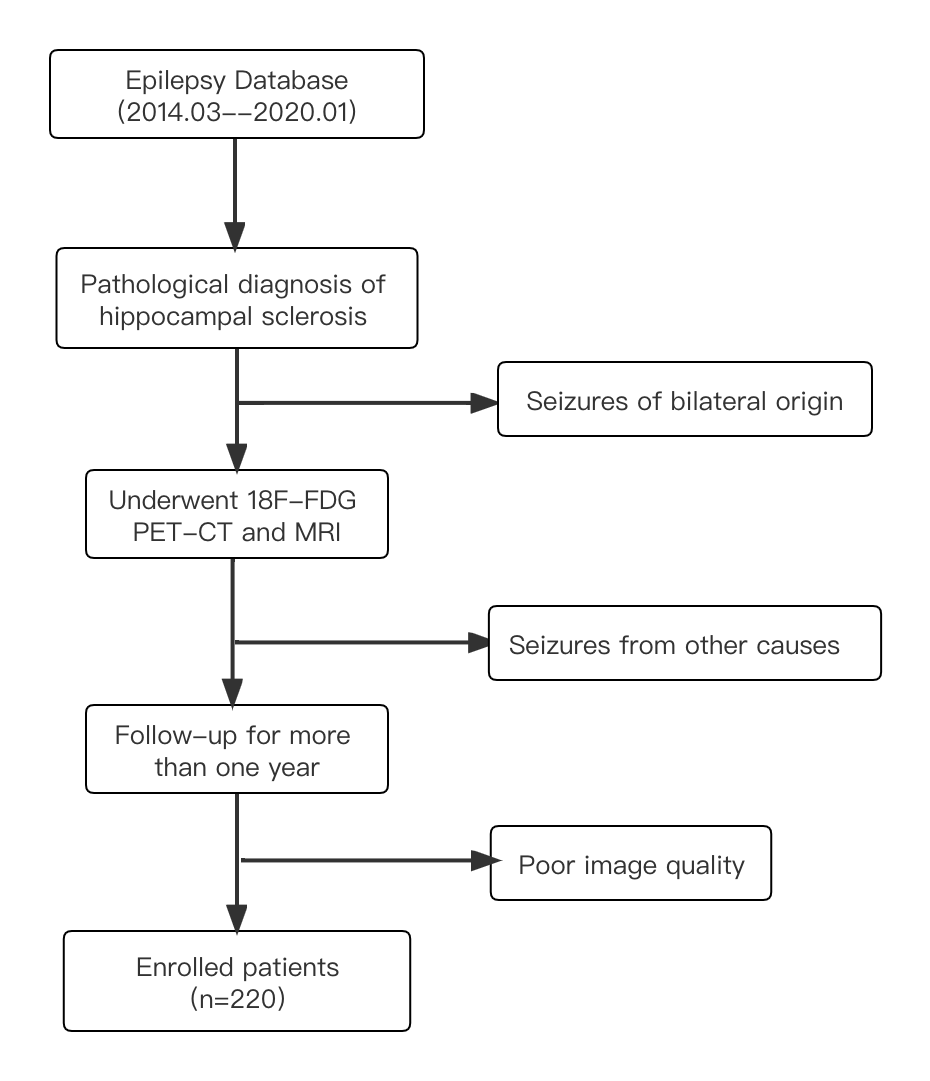 Epilepsy Database
(2014.03--2020.01)
Pathological diagnosis of
hippocampal sclerosis
Seizures of bilateral origin
Underwent 18F-FDG
PET-CT and MRI
Seizures from other causes
Follow-up for more
than one year
Poor image quality
Enrolled patients
(n=220)